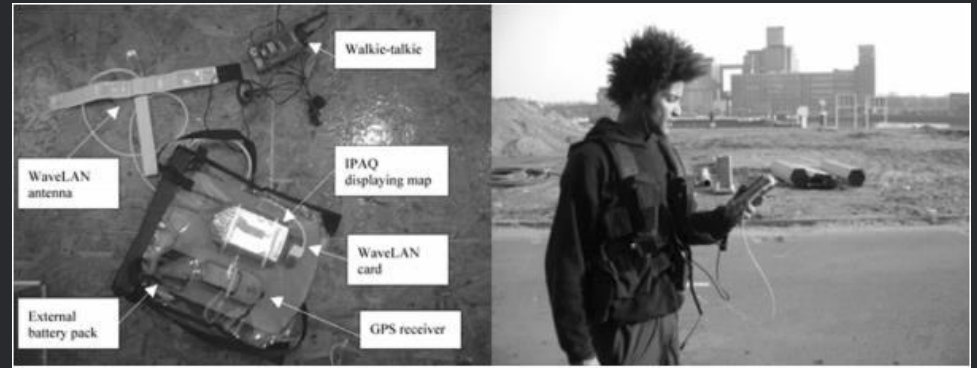 Walkie-talkie
WaveLAN
antenna
IPAQ
displaying map
WaveLAN
card
External
battery pack
GPS receiver